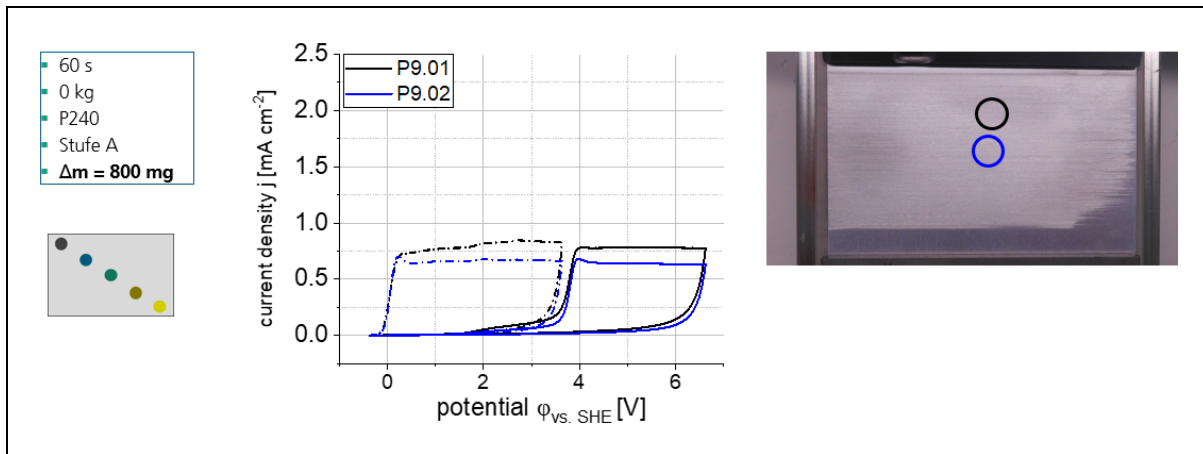 60 s
0 kg
P240
Stufe A
Δm = 800 mg
2.5
2.0
1.5
1.0
0.5
0.0
current density j [mA cm⁻²]
P9.01
P9.02
0 2 4 6
potential φvs. SHE [V]